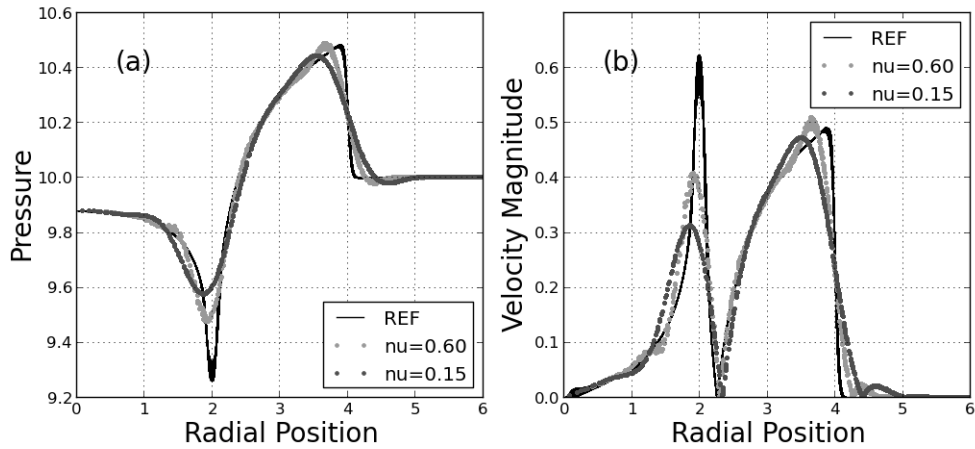 (a)
10.6
10.4
10.2
10.0
9.8
9.6
9.4
9.2
Pressure
REF
nu=0.60
nu=0.15
0 1 2 3 4 5 6
Radial Position
(b)
0.6
0.5
0.4
0.3
0.2
0.1
0.0
Velocity Magnitude
REF
nu=0.60
nu=0.15
0 1 2 3 4 5 6
Radial Position